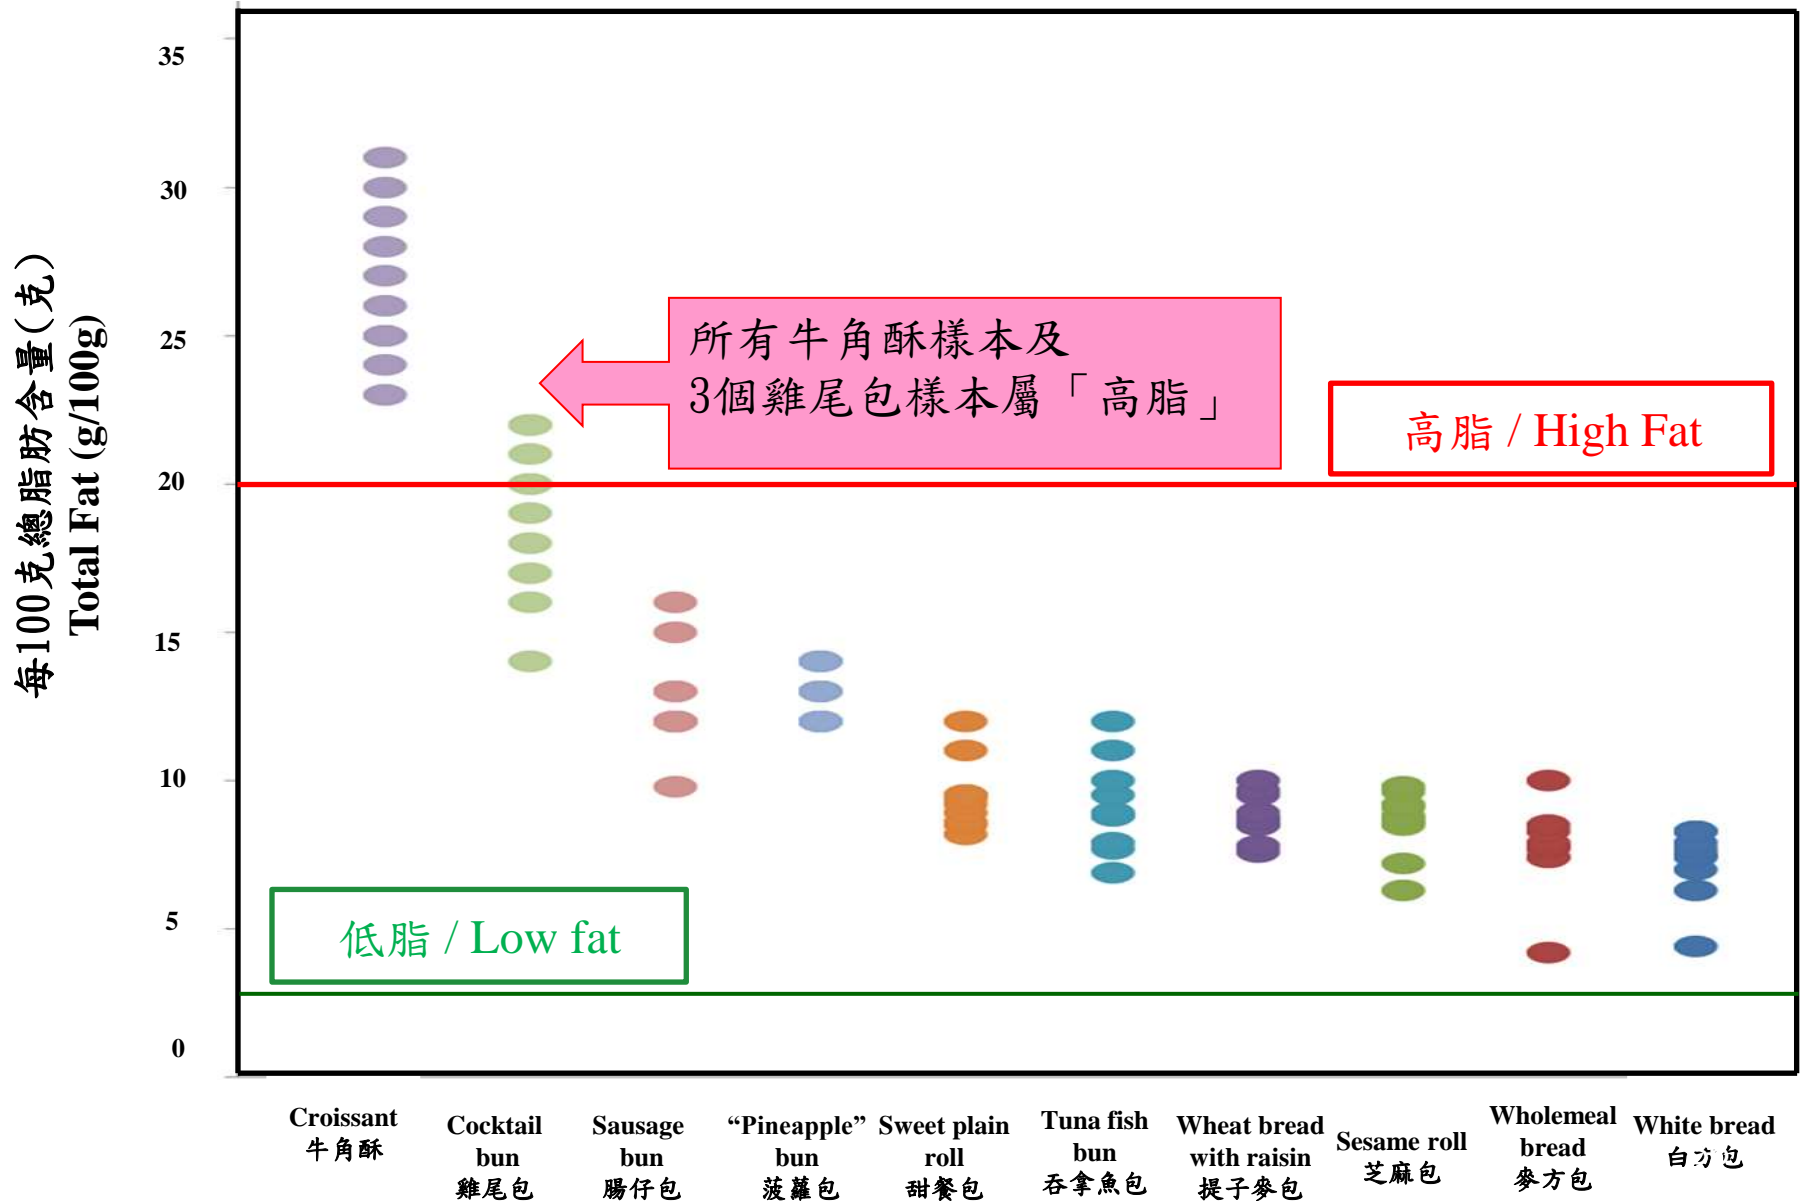 每100克總脂肪含量(克)
Total Fat (g/100g)
35
30
25
20
15
10
5
0
所有牛角酥樣本及
3個雞尾包樣本屬「高脂」
高脂 / High Fat
低脂 / Low fat
Croissant
牛角酥
Cocktail
bun
雞尾包
Sausage
bun
腸仔包
“Pineapple”
bun
菠蘿包
Sweet plain
roll
甜餐包
Tuna fish
bun
吞拿魚包
Wheat bread
with raisin
提子麥包
Sesame roll
芝麻包
Wholemeal
bread
麥方包
White bread
白方包